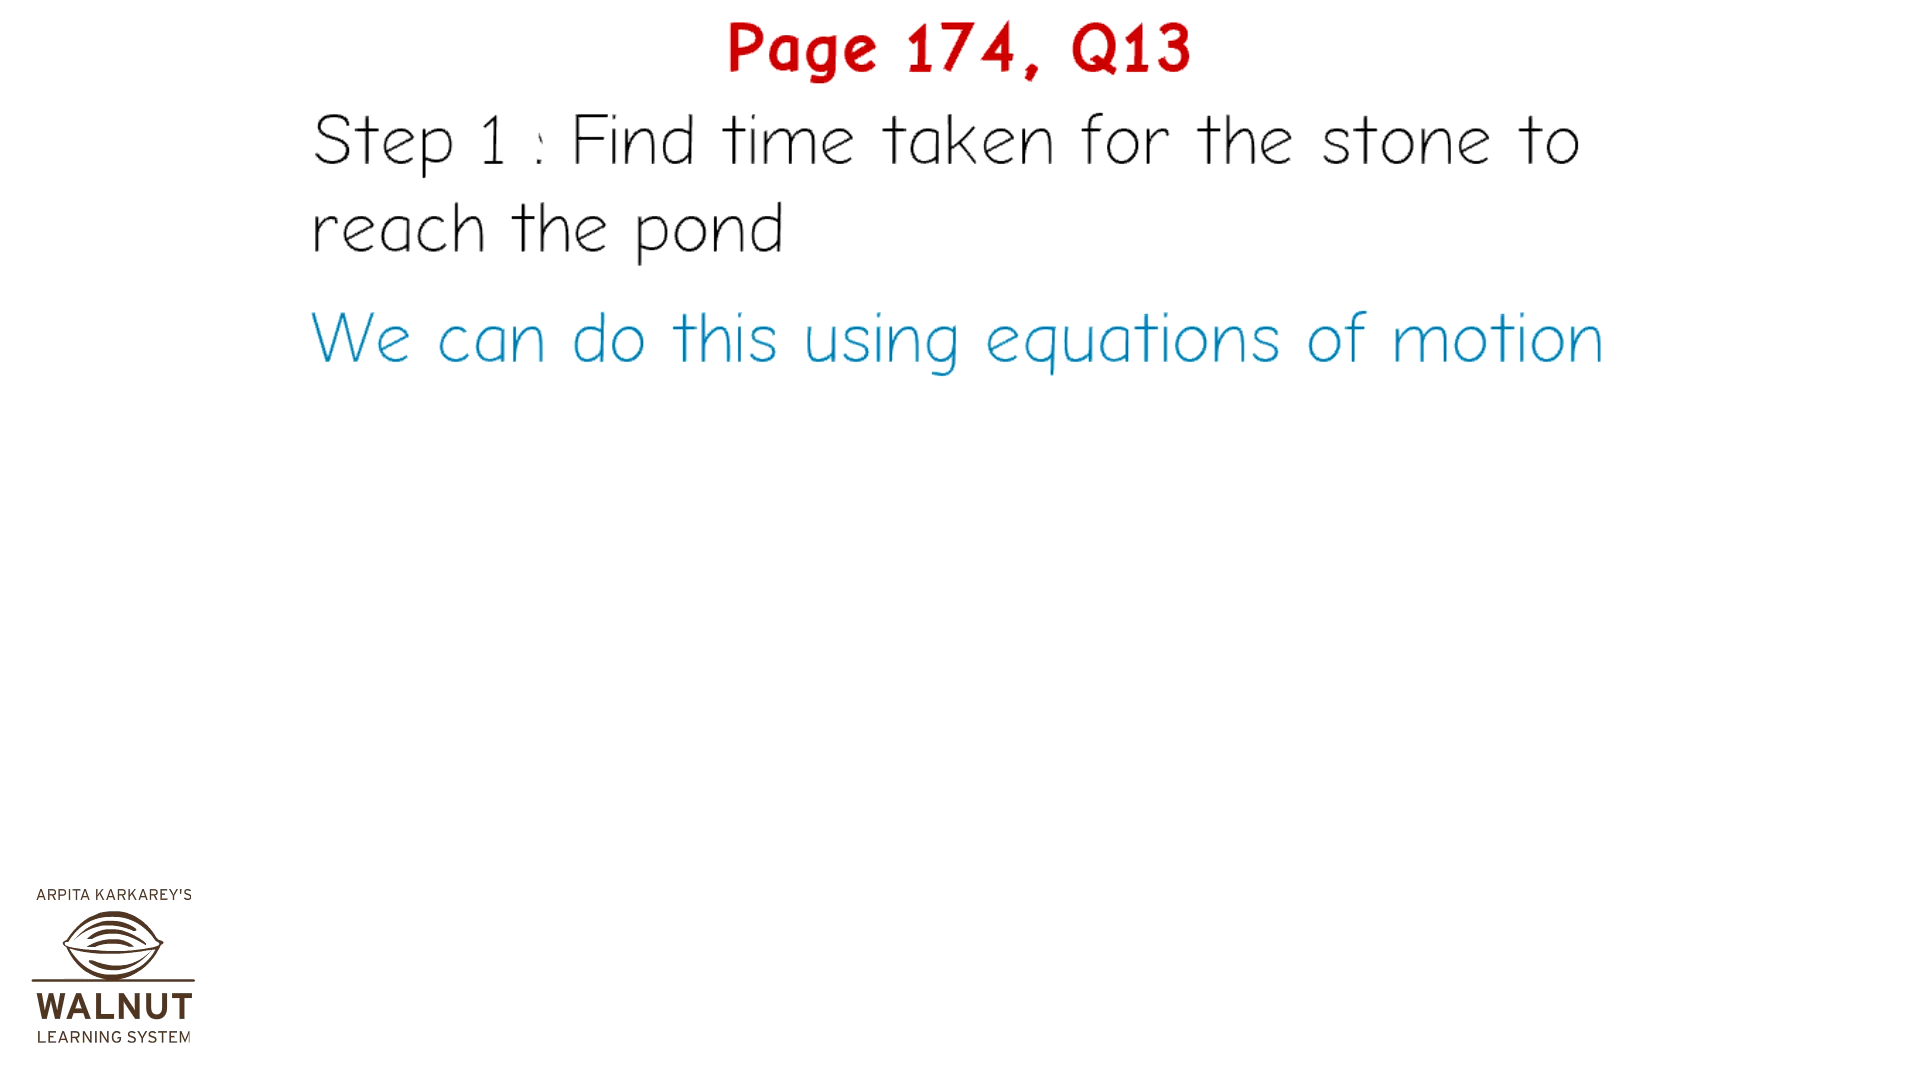 Page 174, Q13
Step 1 : Find time taken for the stone to
reach the pond
We can do this using equations of motion
ARPITA KARKAREY'S
WALNUT
LEARNING SYSTEM